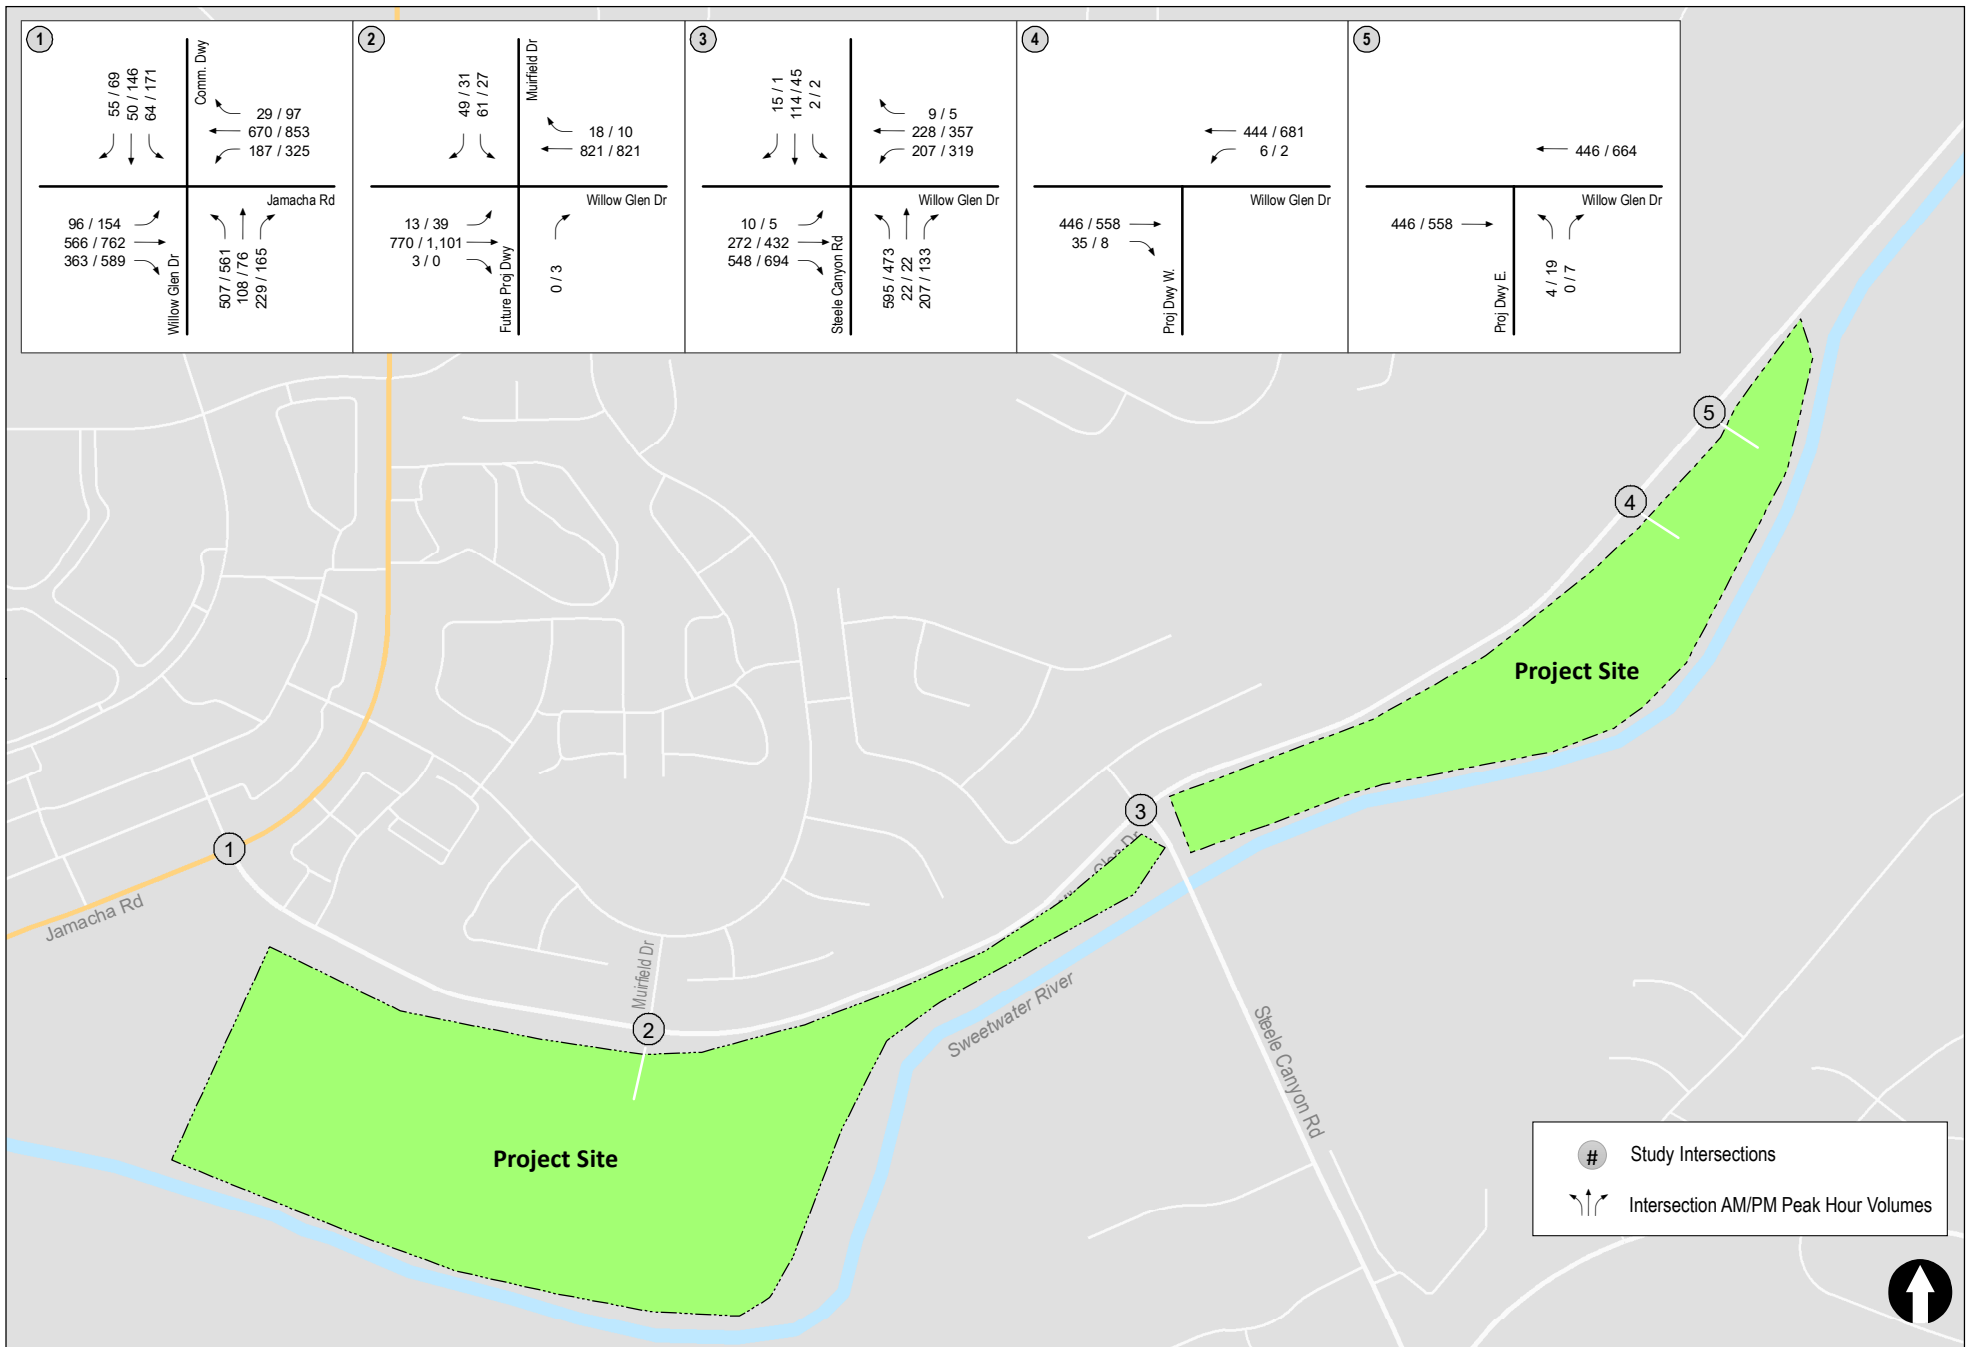 1
Comm. Dwy
55 / 69
50 / 146
64 / 171
29 / 97
670 / 853
187 / 325
Jamacha Rd
96 / 154
566 / 762
363 / 589
Willow Glen Dr
507 / 561
108 / 76
229 / 165
2
Muirfield Dr
49 / 31
61 / 27
18 / 10
821 / 821
Willow Glen Dr
13 / 39
770 / 1,101
3 / 0
Future Proj Dwy
0 / 3
3
15 / 1
114 / 45
2 / 2
9 / 5
228 / 357
207 / 319
Willow Glen Dr
10 / 5
272 / 432
548 / 694
Steele Canyon Rd
595 / 473
22 / 22
207 / 133
4
444 / 681
6 / 2
Willow Glen Dr
446 / 558
35 / 8
Proj Dwy W.
5
446 / 664
Willow Glen Dr
446 / 558
Proj Dwy E.
4 / 19
0 / 7
5
4
Project Site
3
Glen Dr
1
Jamacha Rd
Muirfield Dr
2
Sweetwater River
Steele Canyon Rd
Project Site
# Study Intersections
Intersection AM/PM Peak Hour Volumes